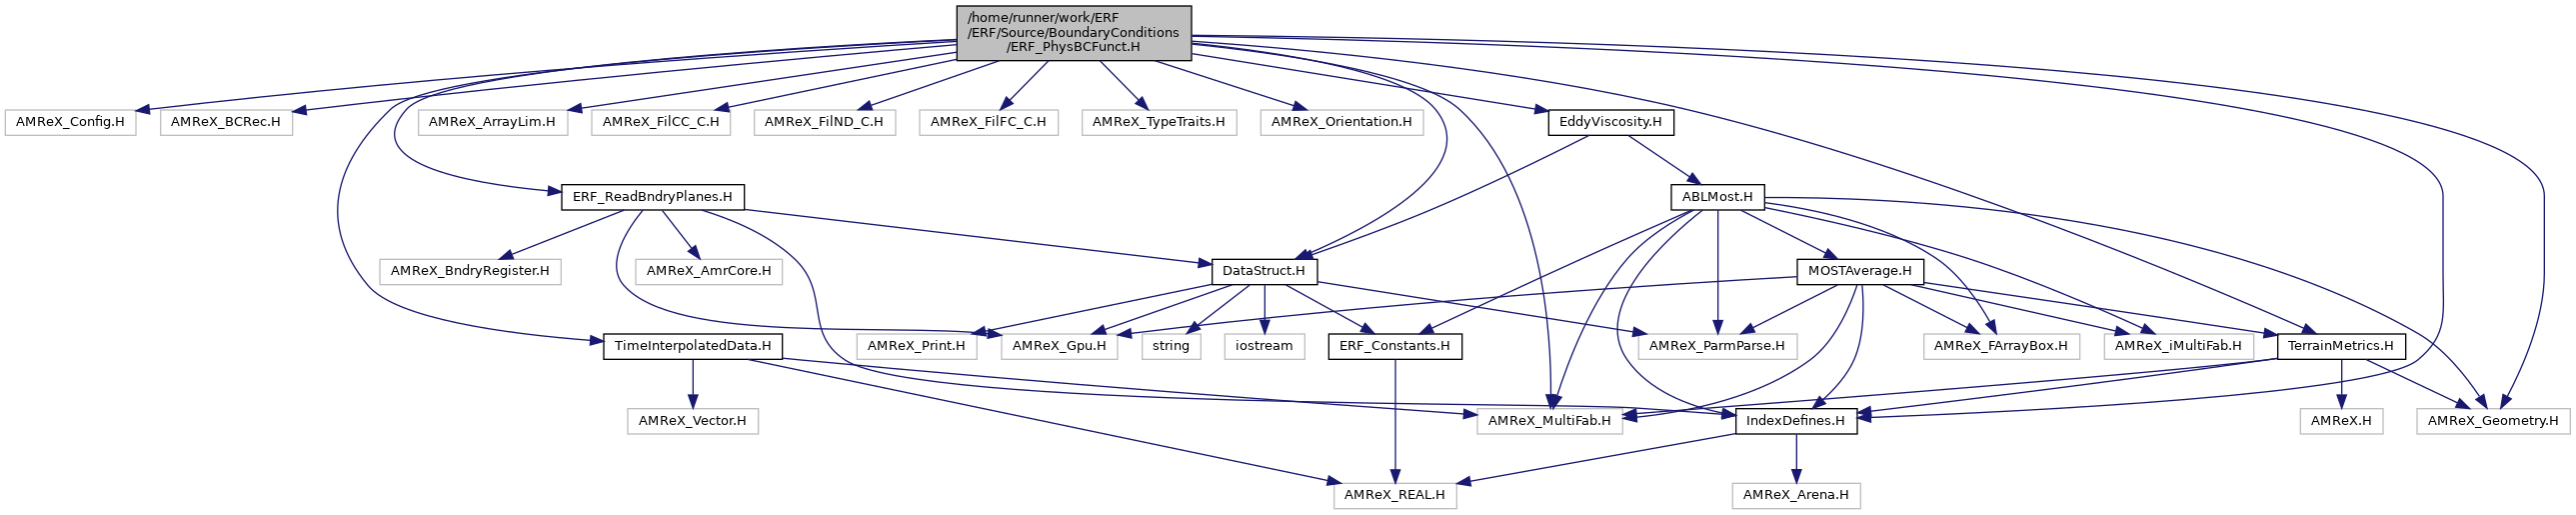 /home/runner/work/ERF
/ERF/Source/BoundaryConditions
/ERF_PhysBCFunct.H
AMReX_Config.H
AMReX_BCRec.H
AMReX_ArrayLim.H
AMReX_FilCC_C.H
AMReX_FilND_C.H
AMReX_FilFC_C.H
AMReX_TypeTraits.H
AMReX_Orientation.H
EddyViscosity.H
ERF_ReadBndryPlanes.H
ABLMost.H
AMReX_BndryRegister.H
AMReX_AmrCore.H
DataStruct.H
MOSTAverage.H
TimeInterpolatedData.H
AMReX_Print.H
AMReX_Gpu.H
string
iostream
ERF_Constants.H
AMReX_ParmParse.H
AMReX_FArrayBox.H
AMReX_iMultiFab.H
TerrainMetrics.H
AMReX_Vector.H
AMReX_MultiFab.H
IndexDefines.H
AMReX.H
AMReX_Geometry.H
AMReX_REAL.H
AMReX_Arena.H